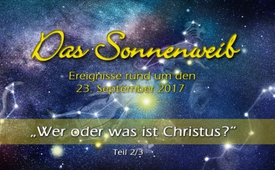 Das Sonnenweib
Ereignisse rund um den
23. September 2017
„Wer oder was ist Christus?“
Teil 2/3